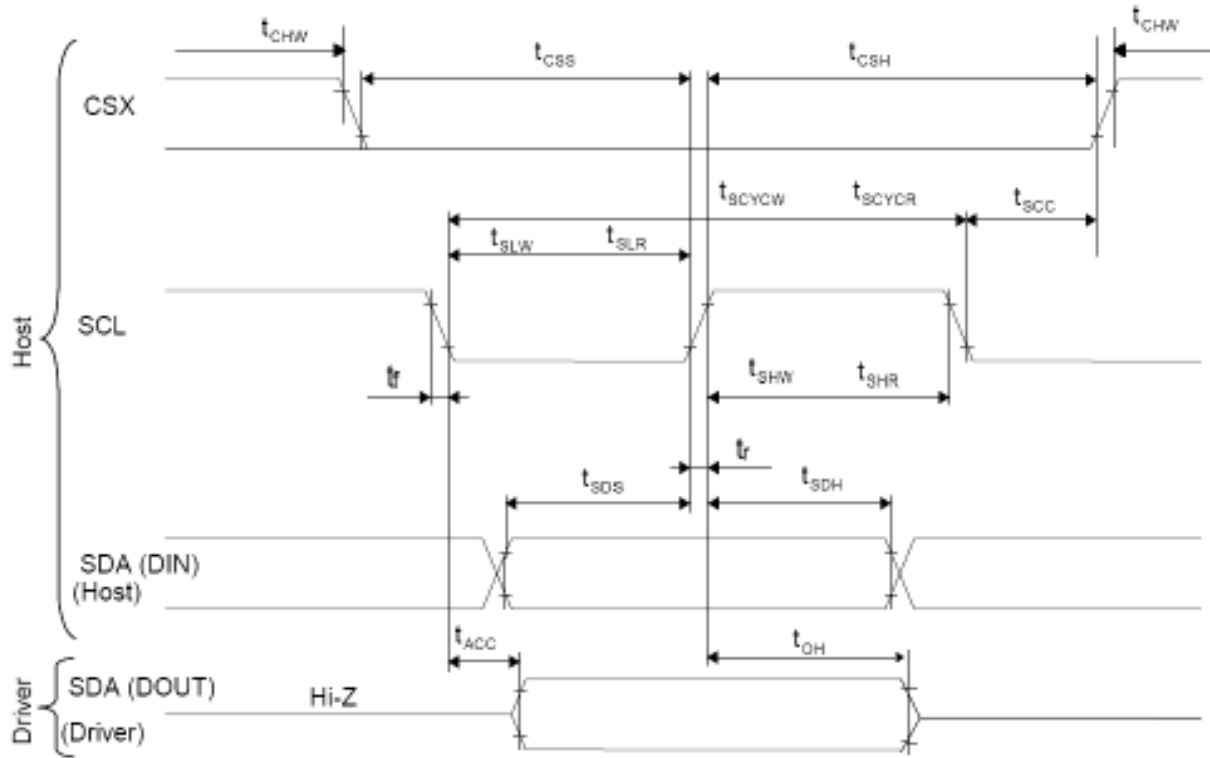 tCHW
tCHW
tCSS
tCSH
CSX
tSCYCW
tSCYCR
tSCC
tSLW
tSLR
Host
SCL
tf
tSHW
tSHR
tr
tSDS
tSDH
SDA (DIN)
(Host)
tACC
tOH
Driver
SDA (DOUT)
Hi-Z
(Driver)